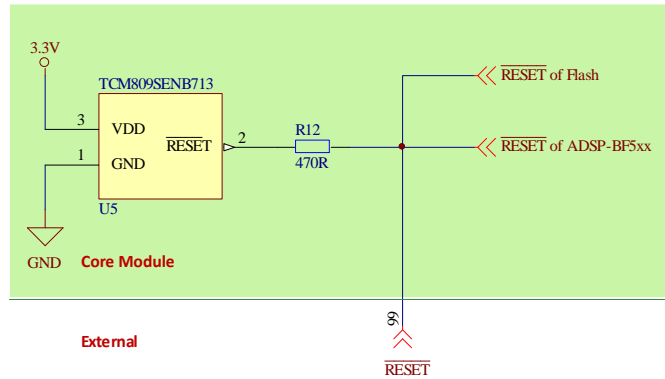 3.3V
TCM809SENB713
3
VDD
1
GND
RESET
2
U5
R12
470R
RESET of Flash
RESET of ADSP-BF5xx
GND
Core Module
99
External
RESET